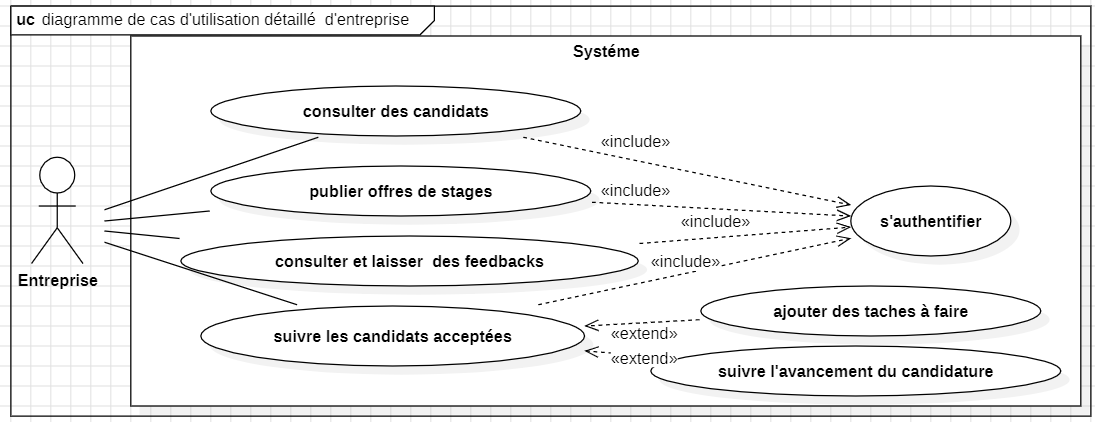 uc diagramme de cas d'utilisation détaillé d'entreprise
Systéme
consulter des candidats
«include»
publier offres de stages
«include»
«include»
s'authentifier
consulter et laisser des feedbacks
«include»
Entreprise
ajouter des taches à faire
suivre les candidats acceptées
«extend»
«extend»
suivre l'avancement du candidature